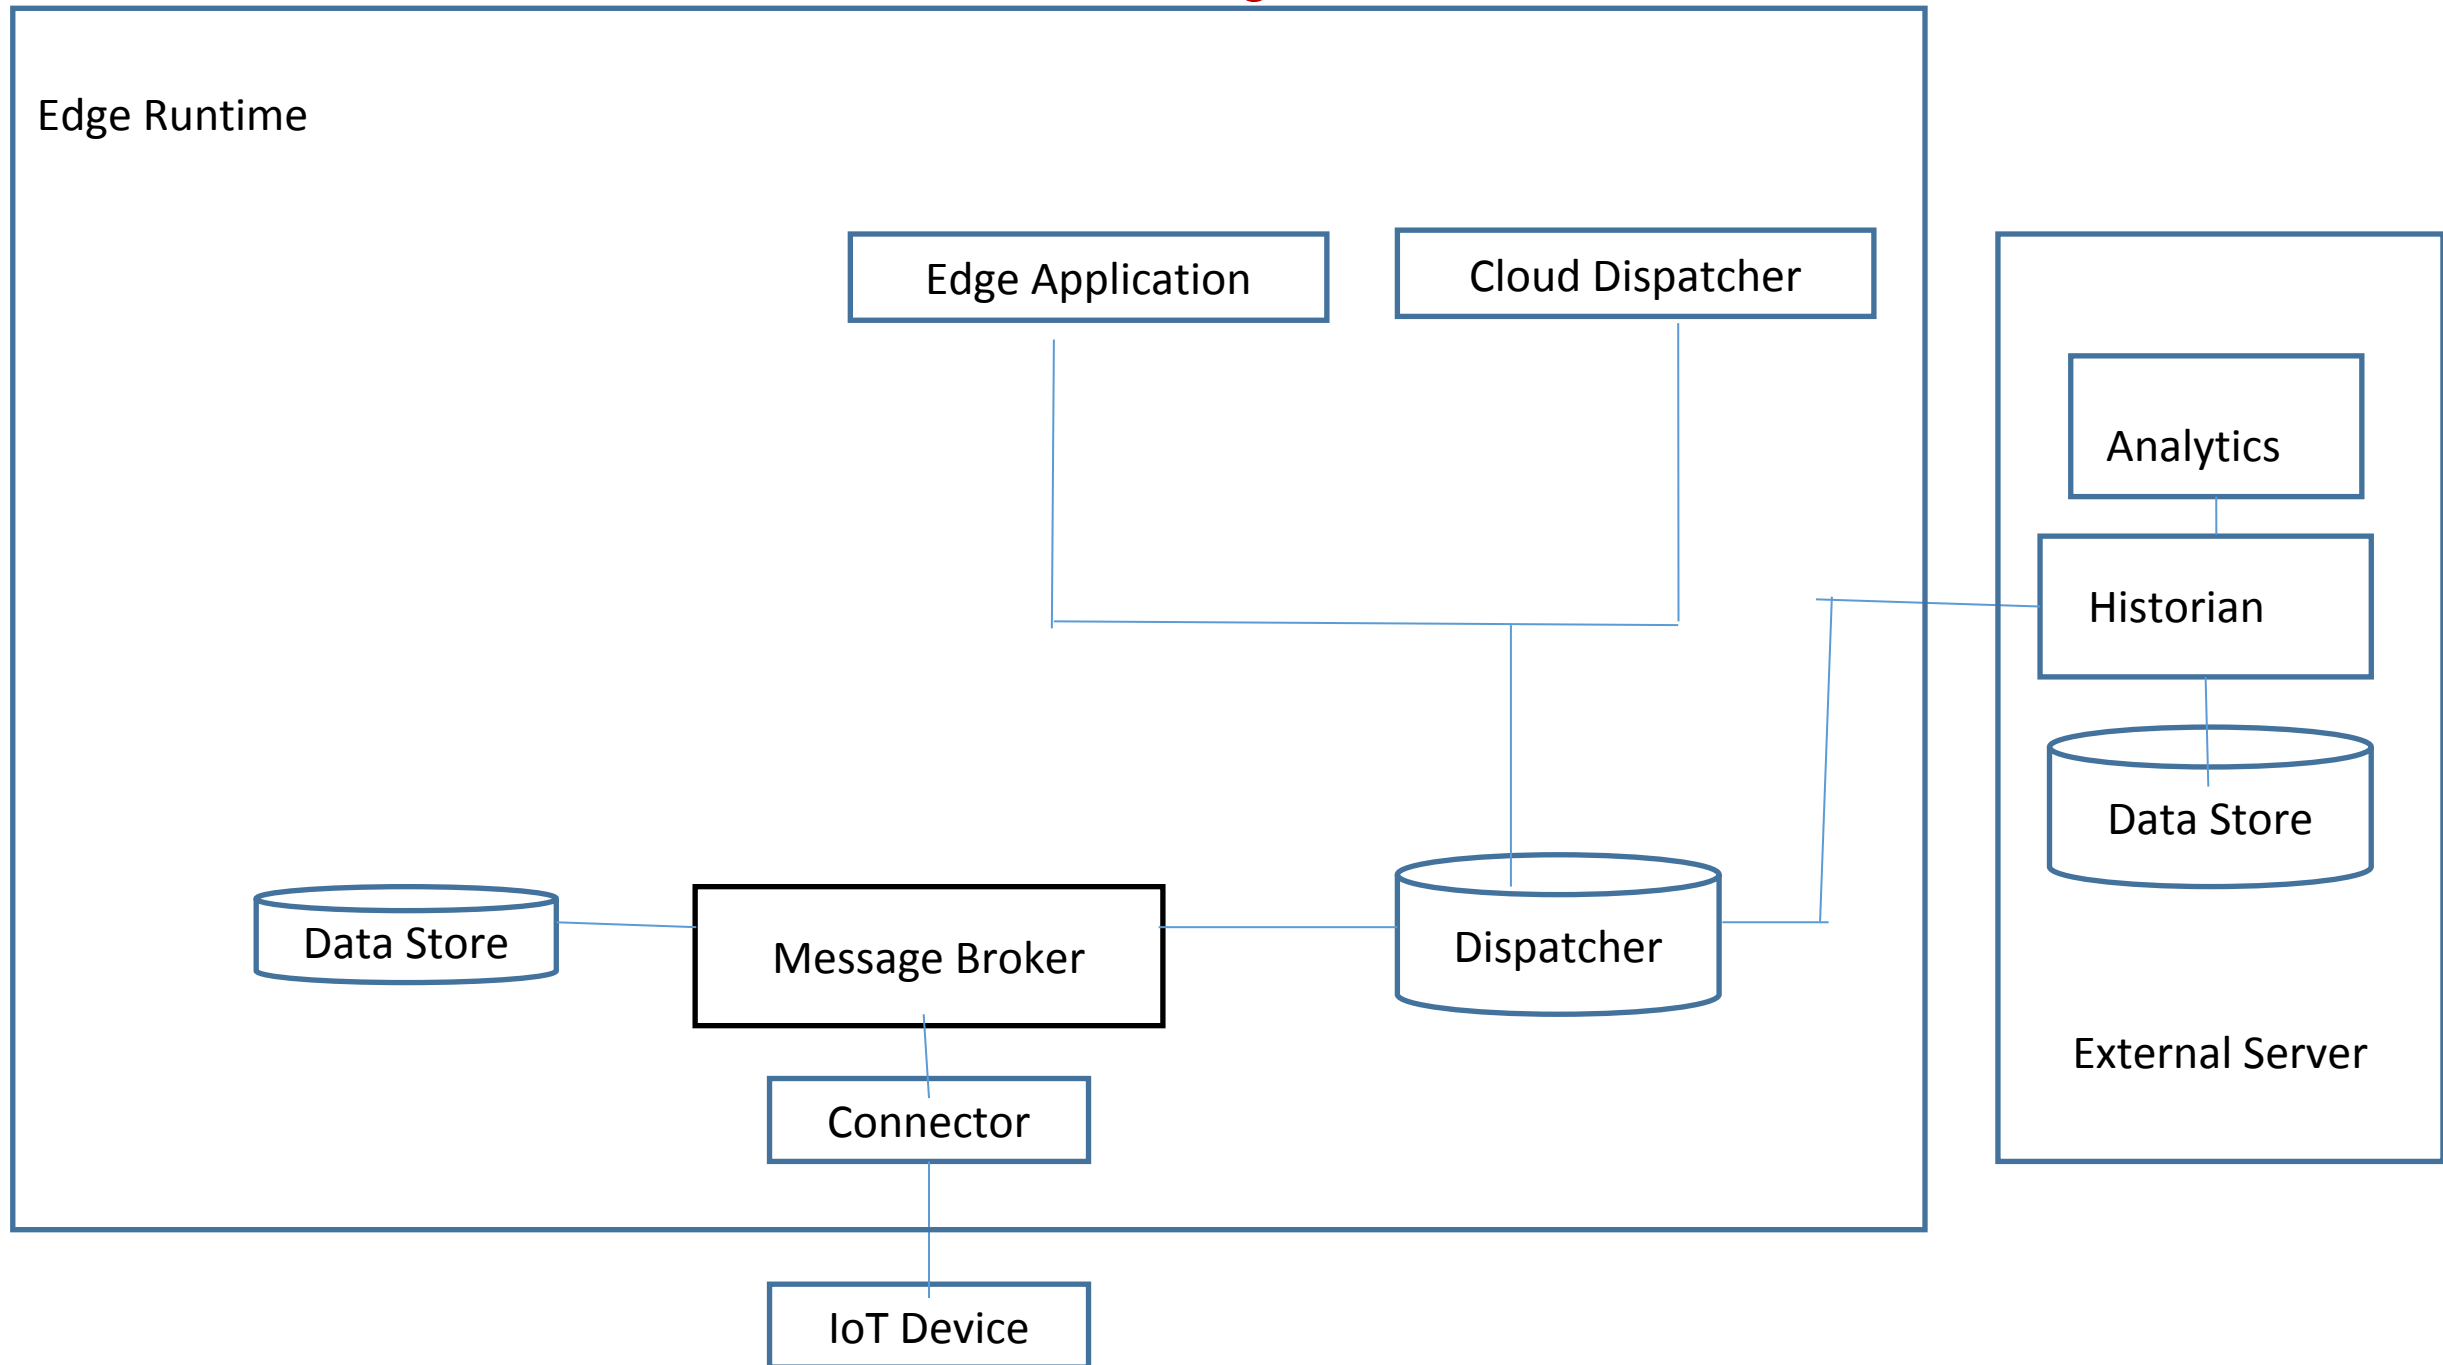 Edge Runtime
Edge Application
Cloud Dispatcher
Analytics
Historian
Data Store
Data Store
Message Broker
Dispatcher
External Server
Connector
IoT Device